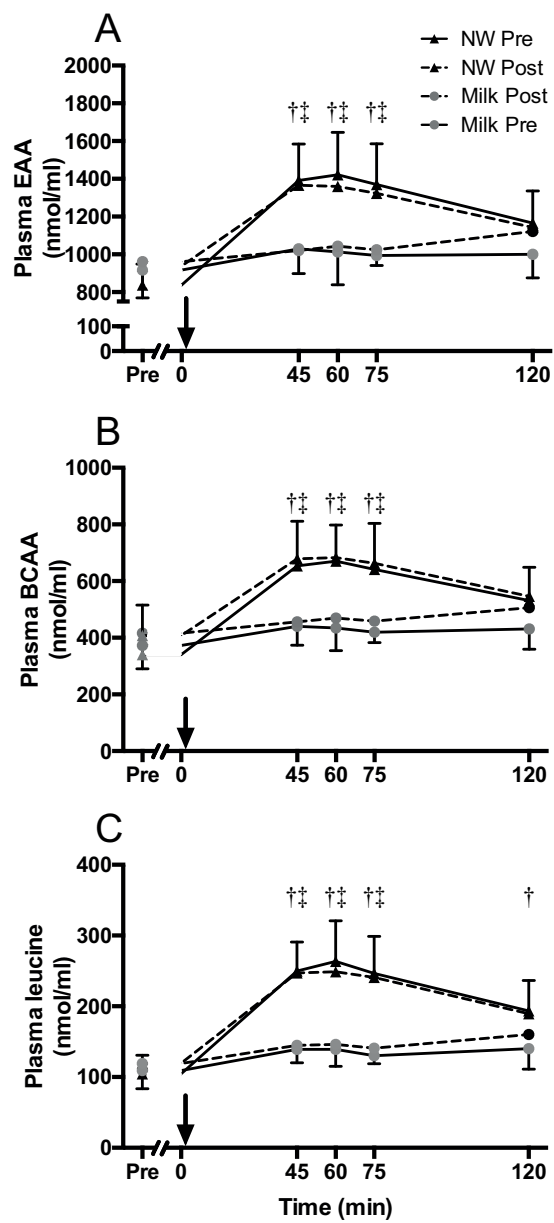 A
NW Pre
NW Post
Milk Post
Milk Pre
Plasma EAA
(nmol/ml)
2000
1800
1600
1400
1200
1000
800
100
0
†‡ †‡ †‡
Pre 0 45 60 75 120
B
Plasma BCAA
(nmol/ml)
1000
800
600
400
200
0
†‡ †‡ †‡
Pre 0 45 60 75 120
C
Plasma leucine
(nmol/ml)
400
300
200
100
0
†‡ †‡ †‡ †
Pre 0 45 60 75 120
Time (min)